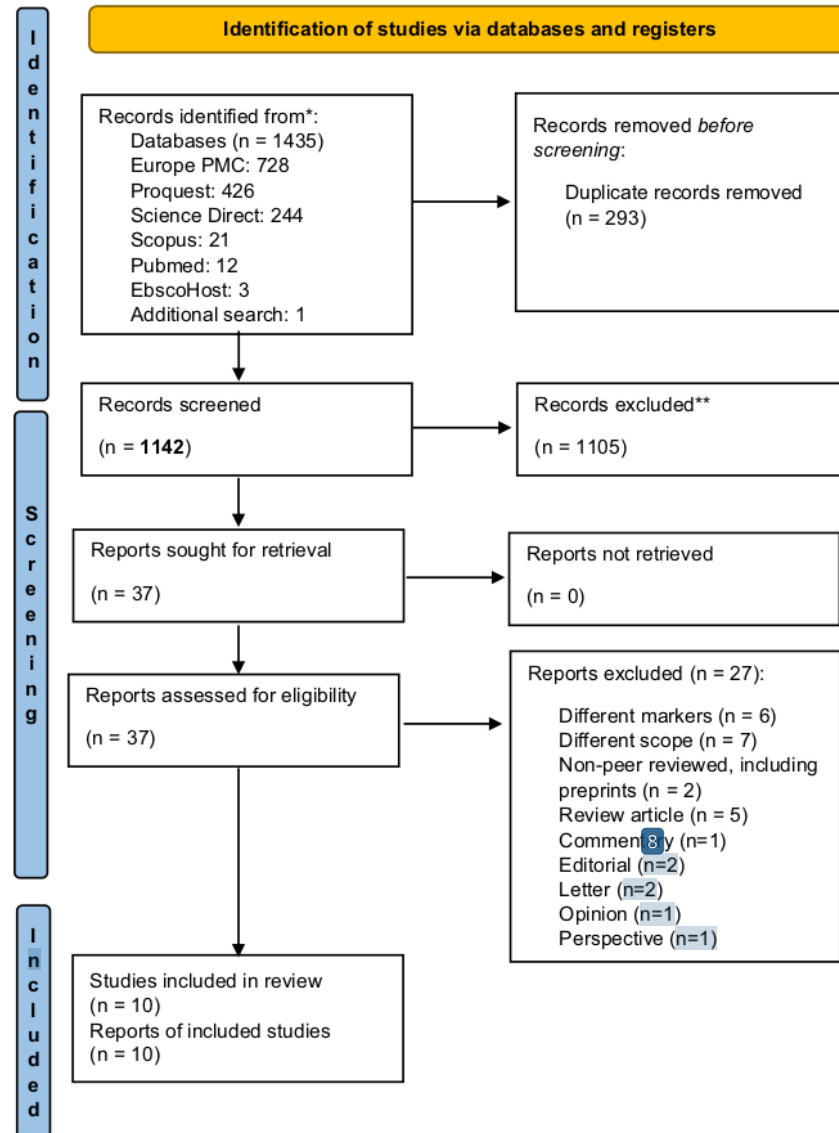 Identification of studies via databases and registers
Identification
Records identified from*:
Databases (n = 1435)
Europe PMC: 728
Proquest: 426
Science Direct: 244
Scopus: 21
Pubmed: 12
EbscoHost: 3
Additional search: 1
Records removed before
screening:
Duplicate records removed
(n = 293)
Screening
Records screened
(n = 1142)
Records excluded**
(n = 1105)
Reports sought for retrieval
(n = 37)
Reports not retrieved
(n = 0)
Reports assessed for eligibility
(n = 37)
Reports excluded (n = 27):
Different markers (n = 6)
Different scope (n = 7)
Non-peer reviewed, including
preprints (n = 2)
Review article (n = 5)
Comment8y (n=1)
Editorial (n=2)
Letter (n=2)
Opinion (n=1)
Perspective (n=1)
Included
Studies included in review
(n = 10)
Reports of included studies
(n = 10)